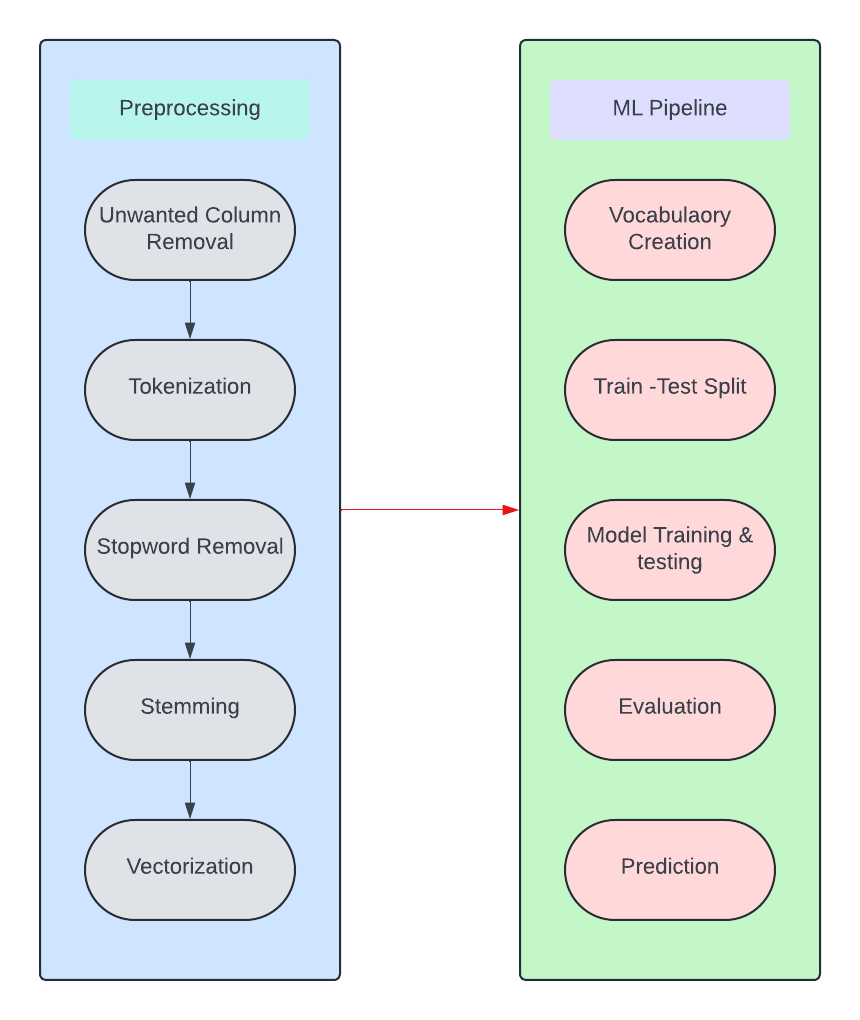 Preprocessing
Unwanted Column
Removal
Tokenization
Stopword Removal
Stemming
Vectorization
ML Pipeline
Vocabulaory
Creation
Train -Test Split
Model Training &
testing
Evaluation
Prediction